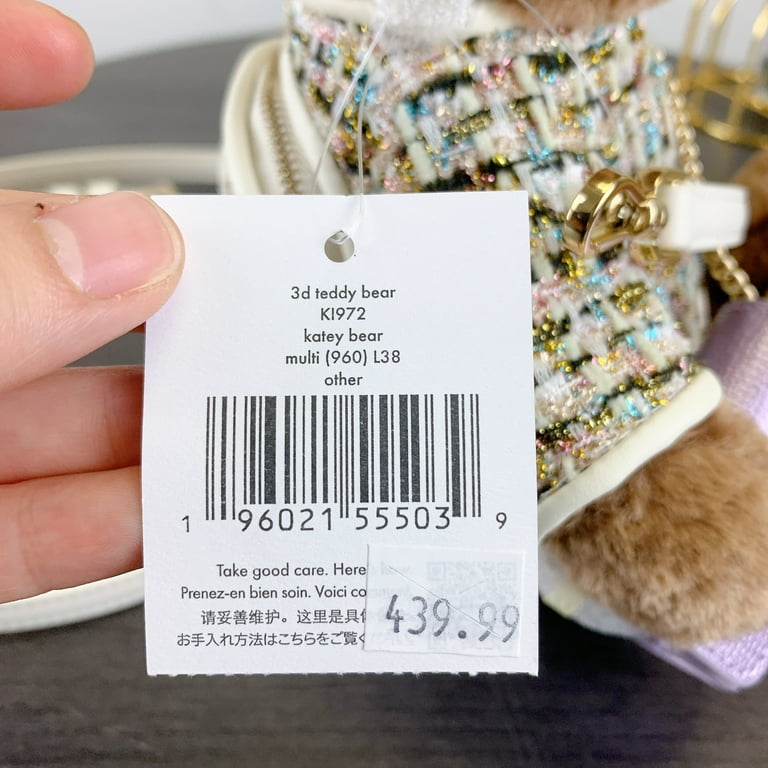 3d teddy bear
KI972
katey bear
multi (960) L38
other
1 96021 55503 9
Take good care. Here
Prenez-en bien soin. Voici
请妥善维护。这里是具
お手入れ方法はこちらをご覧
439.99